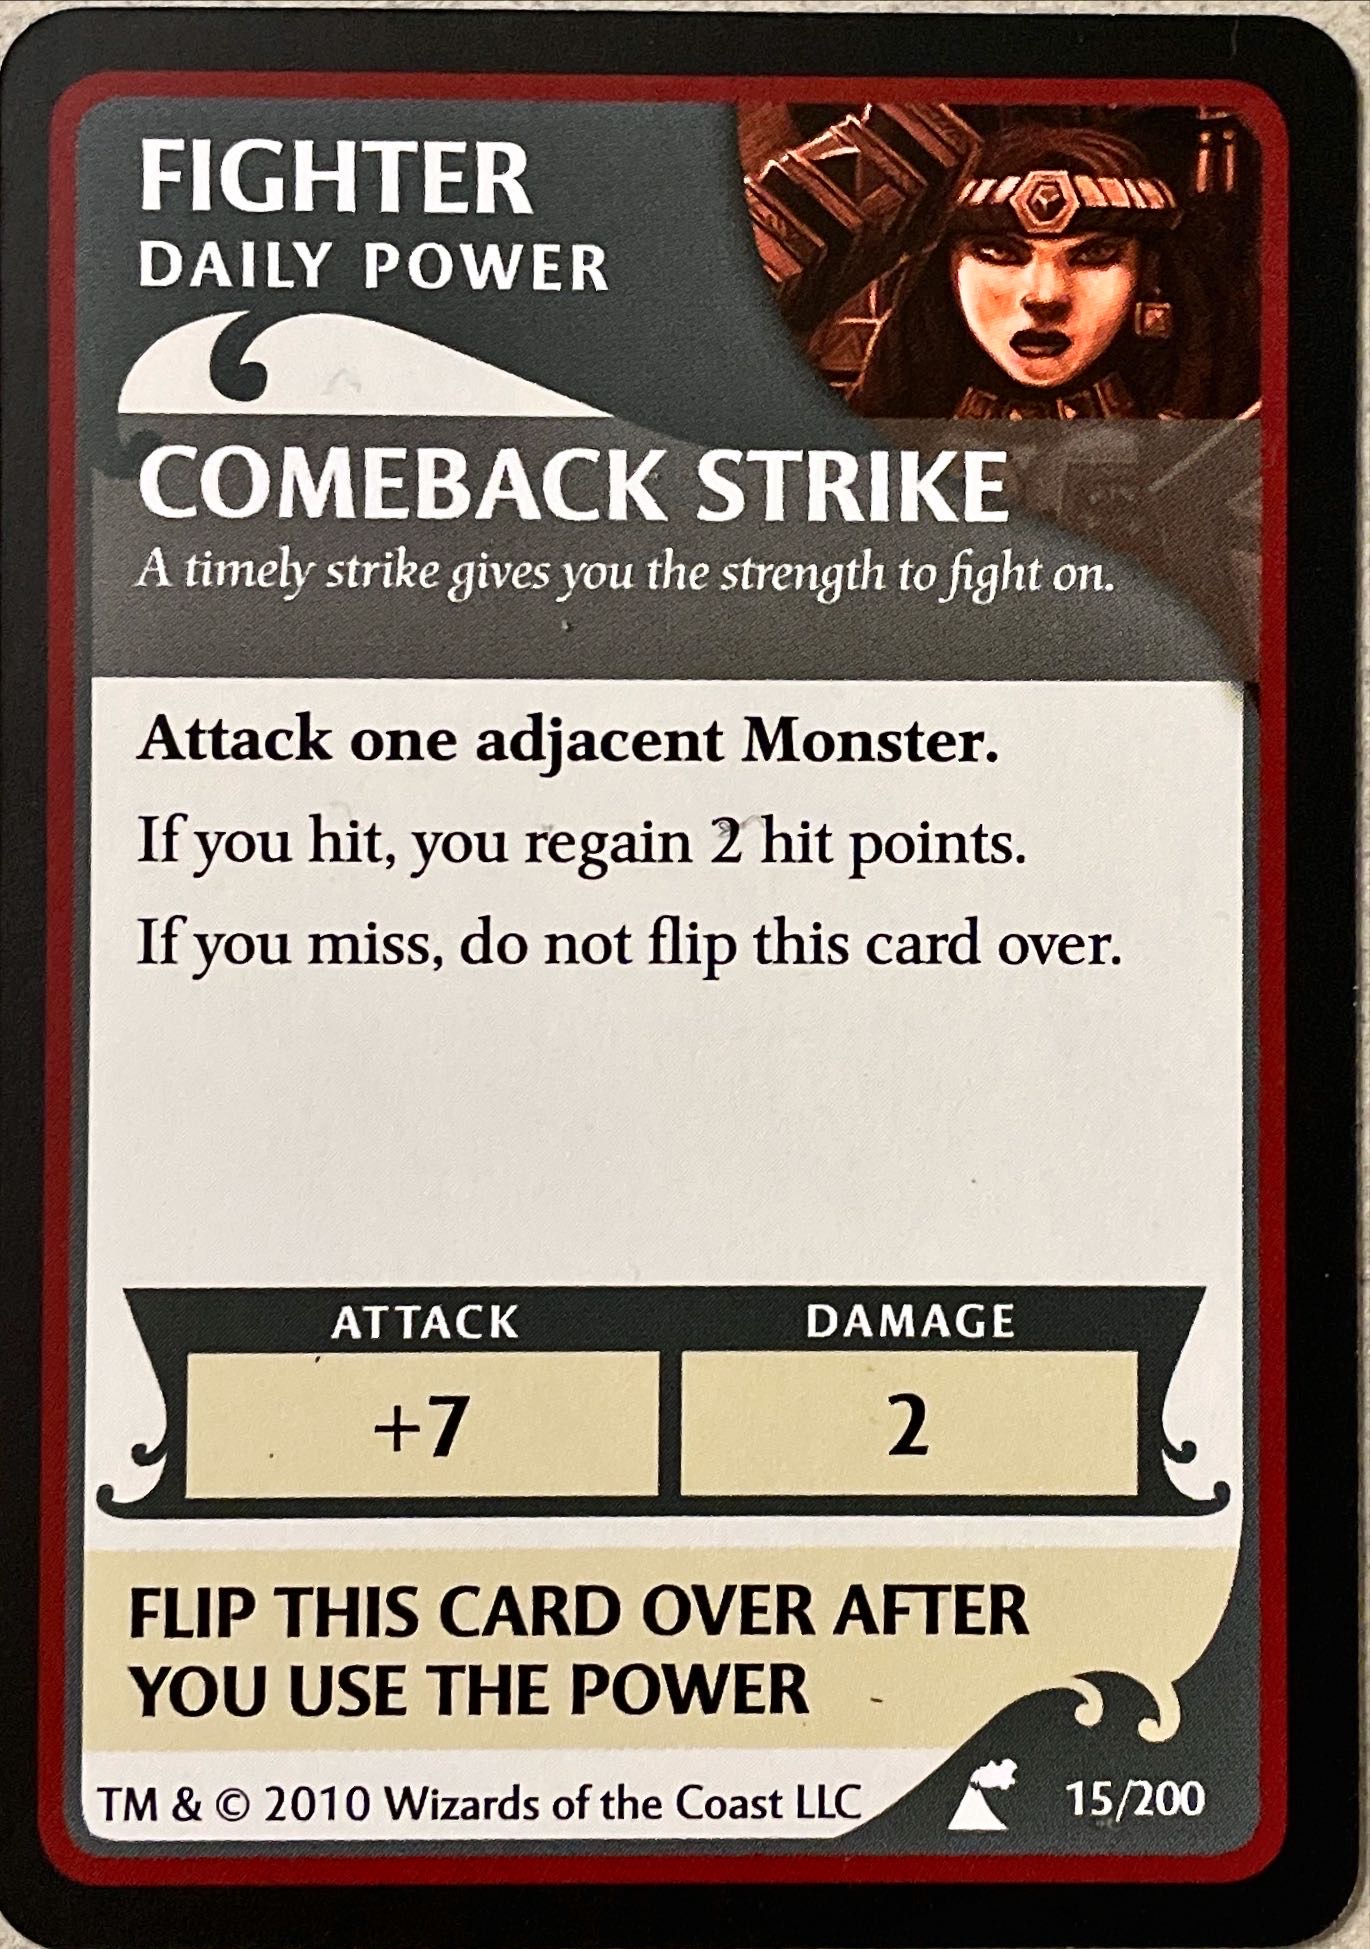 FIGHTER
DAILY POWER
COMEBACK STRIKE
A timely strike gives you the strength to fight on.
Attack one adjacent Monster.
If you hit, you regain 2 hit points.
If you miss, do not flip this card over.
ATTACK DAMAGE
+7 2
FLIP THIS CARD OVER AFTER
YOU USE THE POWER
TM & © 2010 Wizards of the Coast LLC 15/200